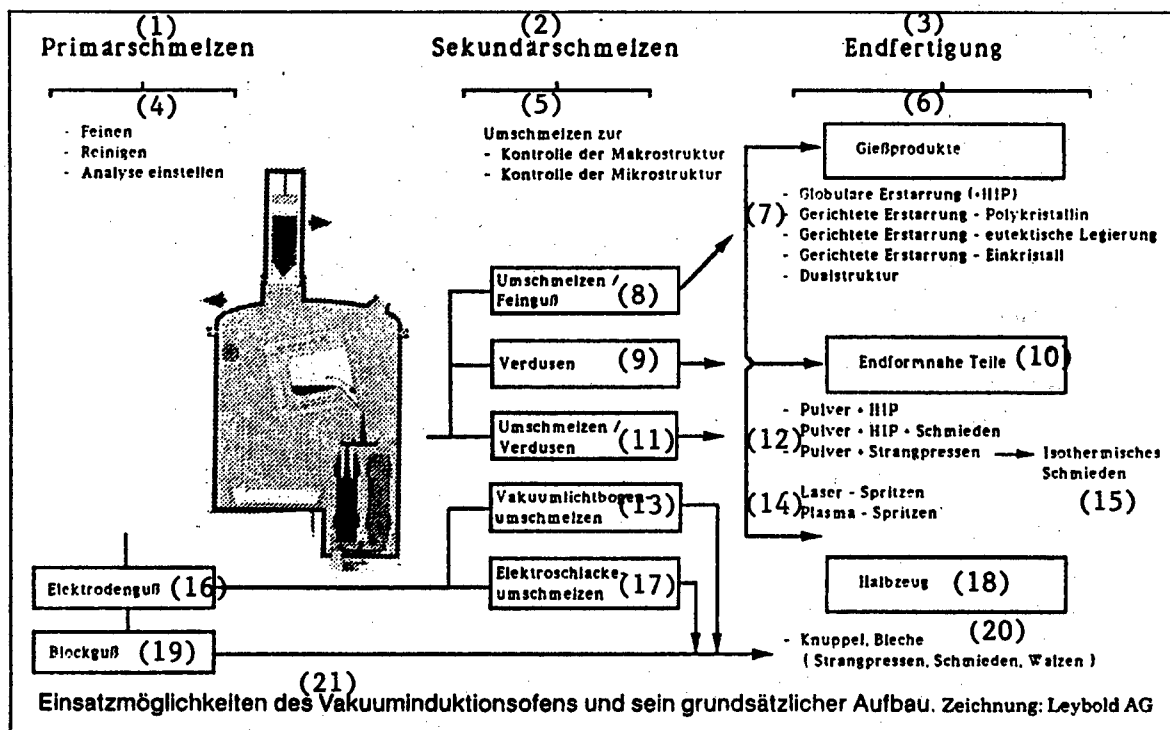 (1)
Primarschmelzen
(2)
Sekundarschmelzen
(3)
Endfertigung
(4)
- Feinen
- Reinigen
- Analyse einstellen
(5)
Umschmelzen zur
- Kontrolle der Makrostruktur
- Kontrolle der Mikrostruktur
(6)
Gießprodukte
(7)
- Globulare Erstarrung (+HIP)
- Gerichtete Erstarrung - Polykristallin
- Gerichtete Erstarrung - eutektische Legierung
- Gerichtete Erstarrung - Einkristall
- Dualstruktur
Umschmelzen /
Feinguß (8)
Verdusen (9)
Endformnahe Teile (10)
Umschmelzen /
Verdusen (11)
- Pulver + HIP
(12) - Pulver + HIP + Schmieden
- Pulver + Strangpressen
Isothermisches
Schmieden
(15)
Vakuumlichtbogen-
umschmelzen (13)
(14) - Laser - Spritzen
- Plasma - Spritzen
Elektrodenguß (16)
Elektroschlacke-
umschmelzen (17)
Halbzeug (18)
Blockguß (19)
(20)
- Knuppel, Bleche
( Strangpressen, Schmieden, Walzen )
(21)
Einsatzmöglichkeiten des Vakuuminduktionsofens und sein grundsätzlicher Aufbau. Zeichnung: Leybold AG